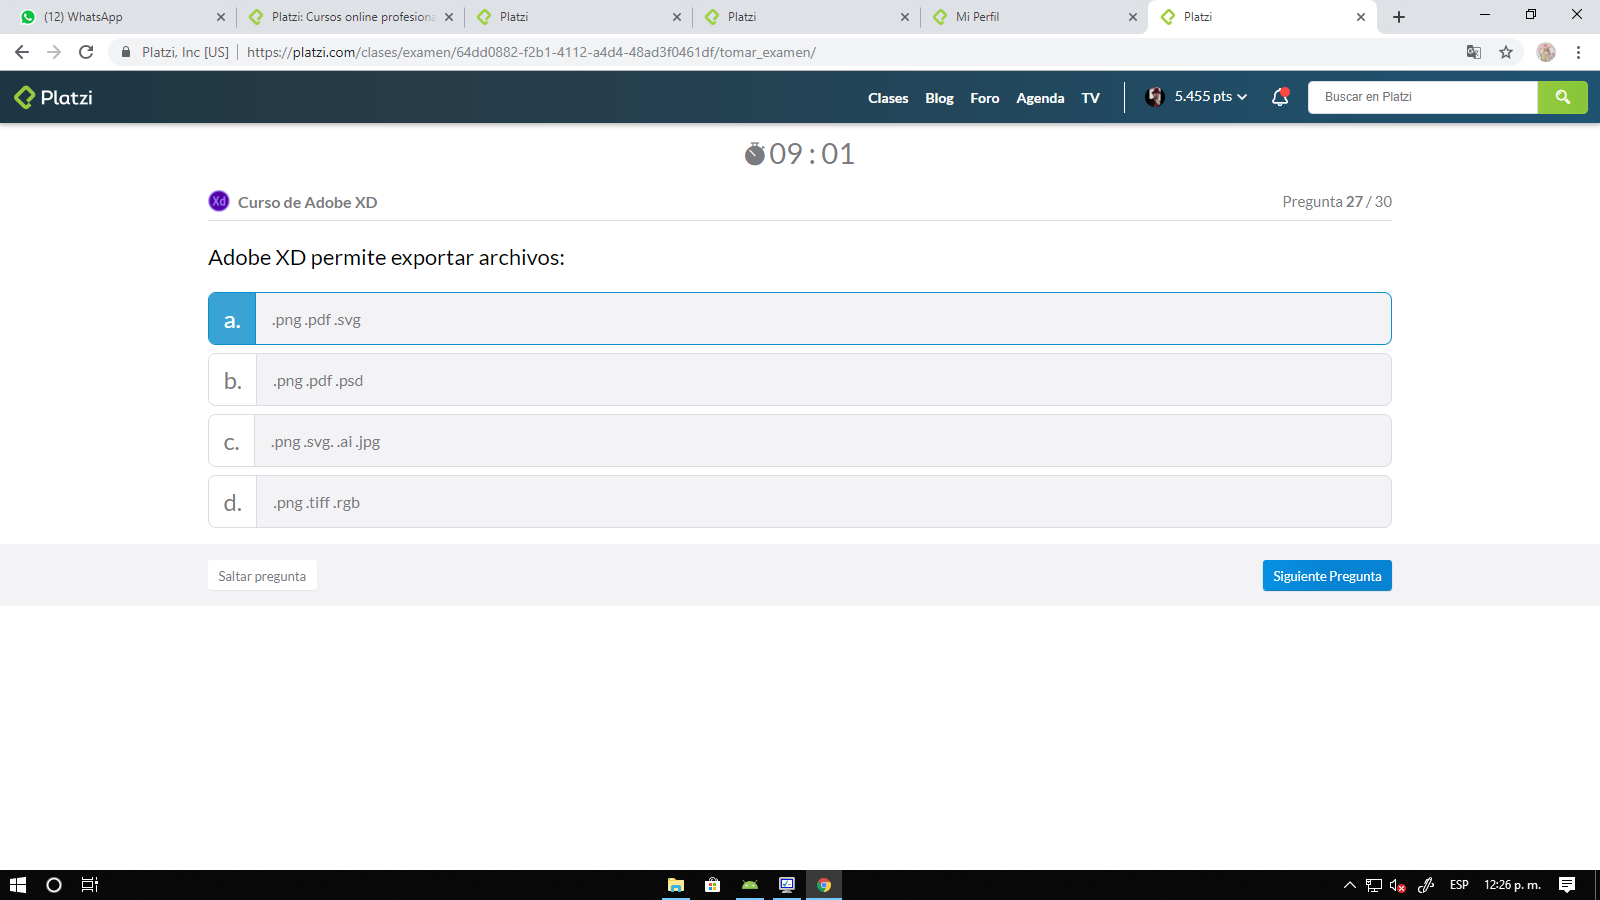 (12) WhatsApp
Platzi: Cursos online profesiona
Platzi
Platzi
Mi Perfil
Platzi
Platzi, Inc [US]
https://platzi.com/clases/examen/64dd0882-f2b1-4112-a4d4-48ad3f0461df/tomar_examen/
Platzi
Clases
Blog
Foro
Agenda
TV
5.455 pts
Buscar en Platzi
09 : 01
Xd
Curso de Adobe XD
Pregunta 27 / 30
Adobe XD permite exportar archivos:
a. .png .pdf .svg
b. .png .pdf .psd
c. .png .svg. .ai .jpg
d. .png .tiff .rgb
Saltar pregunta
Siguiente Pregunta
ESP
12:26 p. m.